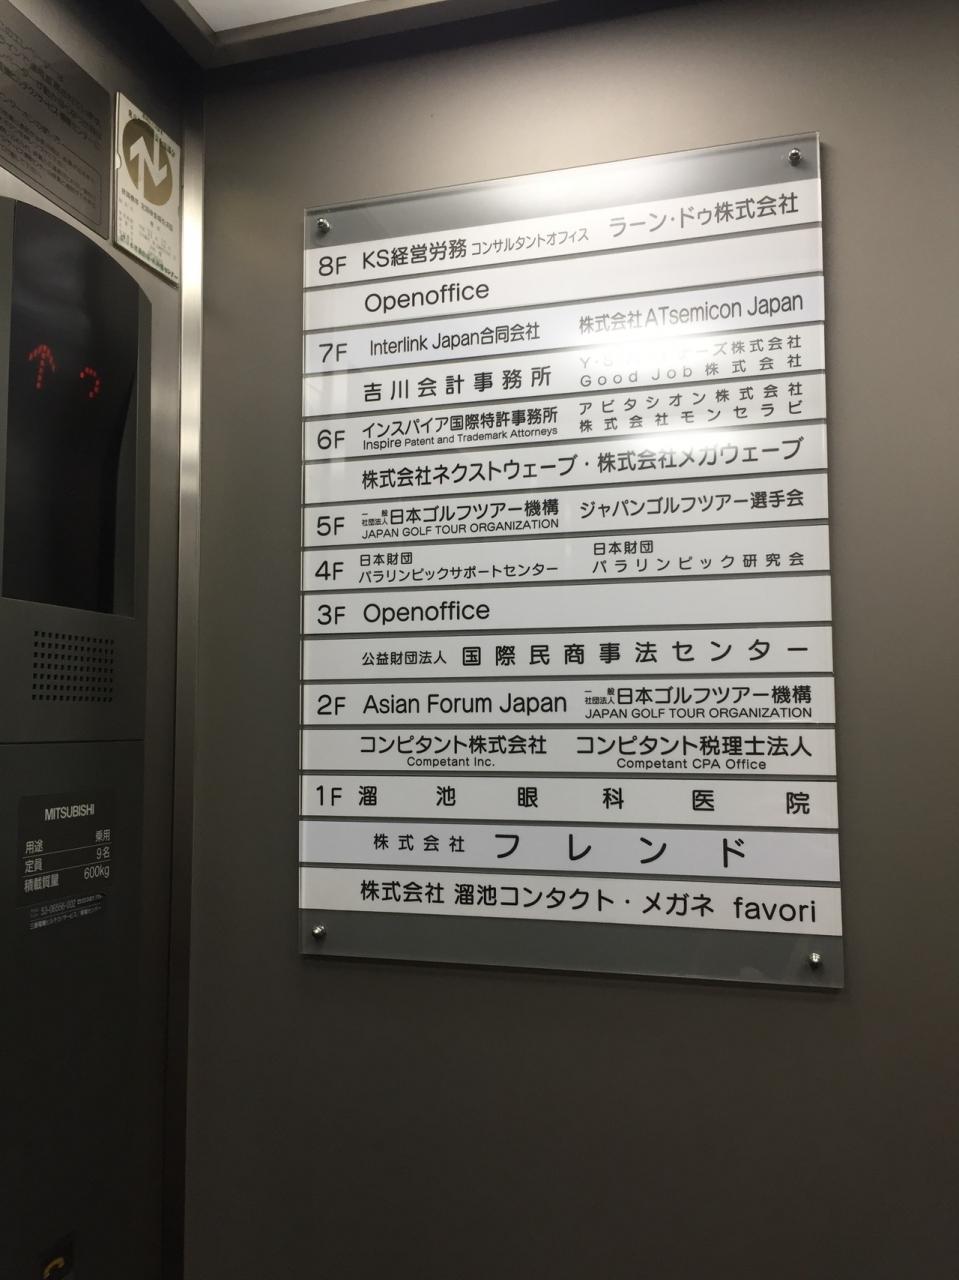 8F KS経営労務 コンサルタントオフィス ラーン・ドゥ株式会社
Openoffice
7F Interlink Japan合同会社 株式会社ATsemicon Japan
吉川会計事務所
株式会社
Good Job 株式会社
6F インスパイア国際特許事務所
Inspire Patent and Trademark Attorneys
アビタシオン株式会社
株式会社モンセラビ
株式会社ネクストウェーブ・株式会社メガウェーブ
5F 一般社団法人 日本ゴルフツアー機構 ジャパンゴルフツアー選手会
JAPAN GOLF TOUR ORGANIZATION
4F 日本財団 パラリンピックサポートセンター
日本財団 パラリンピック研究会
3F Openoffice
公益財団法人 国際民商事法センター
2F Asian Forum Japan 一般社団法人 日本ゴルフツアー機構
JAPAN GOLF TOUR ORGANIZATION
コンピタント株式会社 コンピタント税理士法人
Competant Inc. Competant CPA Office
1F 溜池眼科医院
株式会社 フレンド
株式会社 溜池コンタクト・メガネ favori
MITSUBISHI
用途 乗用
定員 9名
積載質量 600kg